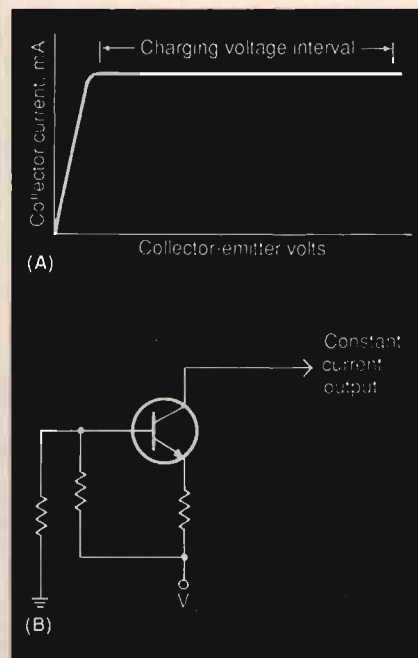 Charging voltage interval
Collector current, mA
Collector-emitter volts
(A)
Constant
current
output
V
(B)